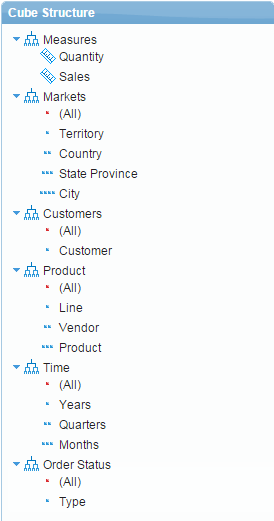 Cube Structure
Measures
Quantity
Sales
Markets
(All)
Territory
Country
State Province
City
Customers
(All)
Customer
Product
(All)
Line
Vendor
Product
Time
(All)
Years
Quarters
Months
Order Status
(All)
Type